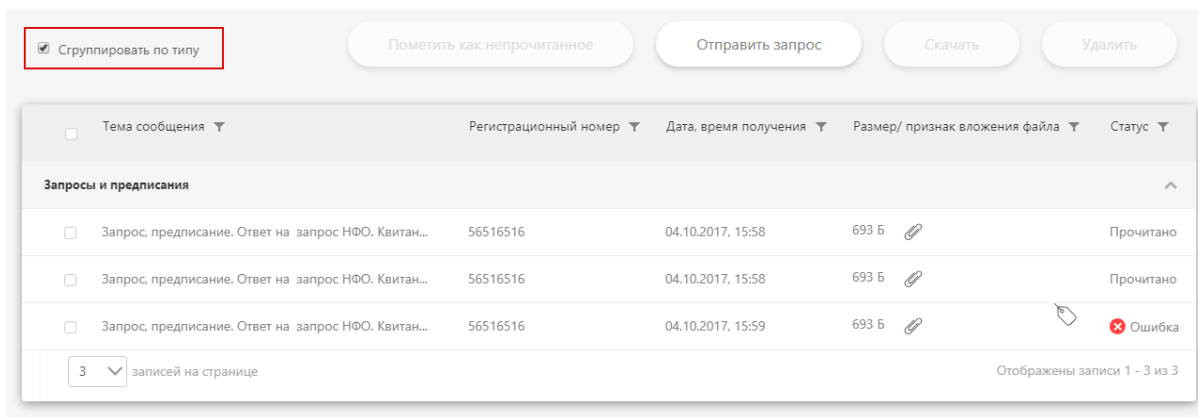 Сгруппировать по типу
Пометить как непрочитанное
Отправить запрос
Скачать
Удалить
Тема сообщения
Регистрационный номер
Дата, время получения
Размер/ признак вложения файла
Статус
Запросы и предписания
Запрос, предписание. Ответ на запрос НФО. Квитан... 56516516 04.10.2017, 15:58 693 Б Прочитано
Запрос, предписание. Ответ на запрос НФО. Квитан... 56516516 04.10.2017, 15:58 693 Б Прочитано
Запрос, предписание. Ответ на запрос НФО. Квитан... 56516516 04.10.2017, 15:59 693 Б Ошибка
3 записей на странице
Отображены записи 1 - 3 из 3